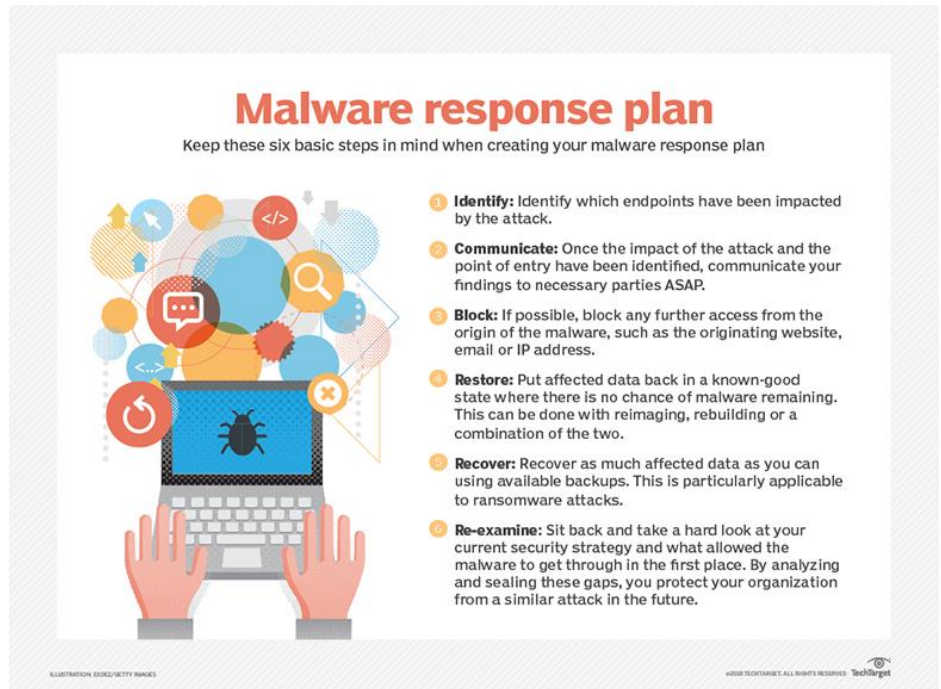 Malware response plan
Keep these six basic steps in mind when creating your malware response plan
</>
<...>
1 Identify: Identify which endpoints have been impacted
by the attack.
2 Communicate: Once the impact of the attack and the
point of entry have been identified, communicate your
findings to necessary parties ASAP.
3 Block: If possible, block any further access from the
origin of the malware, such as the originating website,
email or IP address.
4 Restore: Put affected data back in a known-good
state where there is no chance of malware remaining.
This can be done with reimaging, rebuilding or a
combination of the two.
5 Recover: Recover as much affected data as you can
using available backups. This is particularly applicable
to ransomware attacks.
6 Re-examine: Sit back and take a hard look at your
current security strategy and what allowed the
malware to get through in the first place. By analyzing
and sealing these gaps, you protect your organization
from a similar attack in the future.
ILLUSTRATION: /GETTY IMAGES
TECHTARGET. ALL RIGHTS RESERVED TechTarget